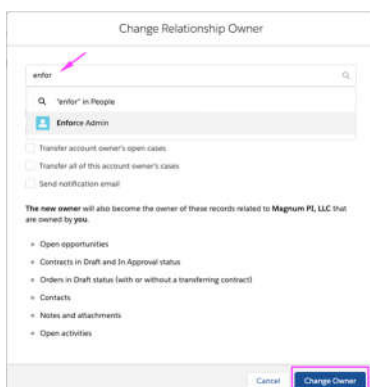 Change Relationship Owner
enfor
"enfor" in People
Enforce Admin
Transfer account owner's open cases
Transfer all of this account owner's cases
Send notification email
The new owner will also become the owner of these records related to Magnum PI, LLC that
are owned by you.
Open opportunities
Contracts in Draft and In Approval status
Orders in Draft status (with or without a transferring contract)
Contacts
Notes and attachments
Open activities
Cancel
Change Owner